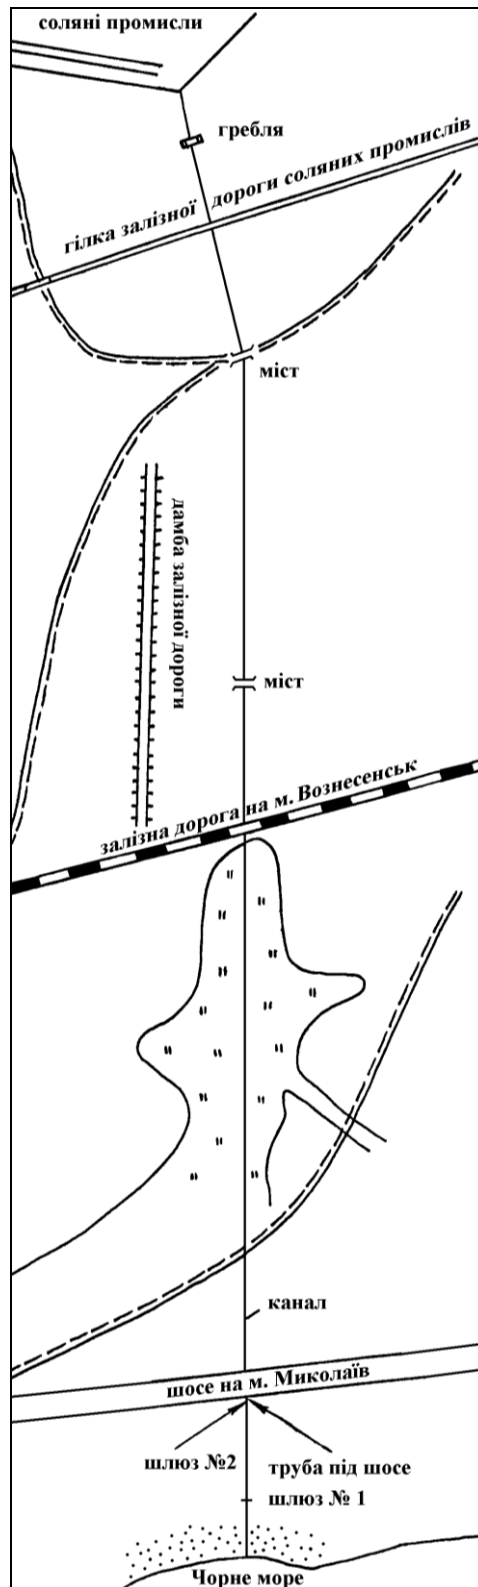 соляні промисли
гребля
гілка залізної дороги соляних промислів
міст
дамба залізної дороги
міст
залізна дорога на м. Вознесенськ
канал
шосе на м. Миколаїв
шлюз №2
труба під шосе
шлюз № 1
Чорне море